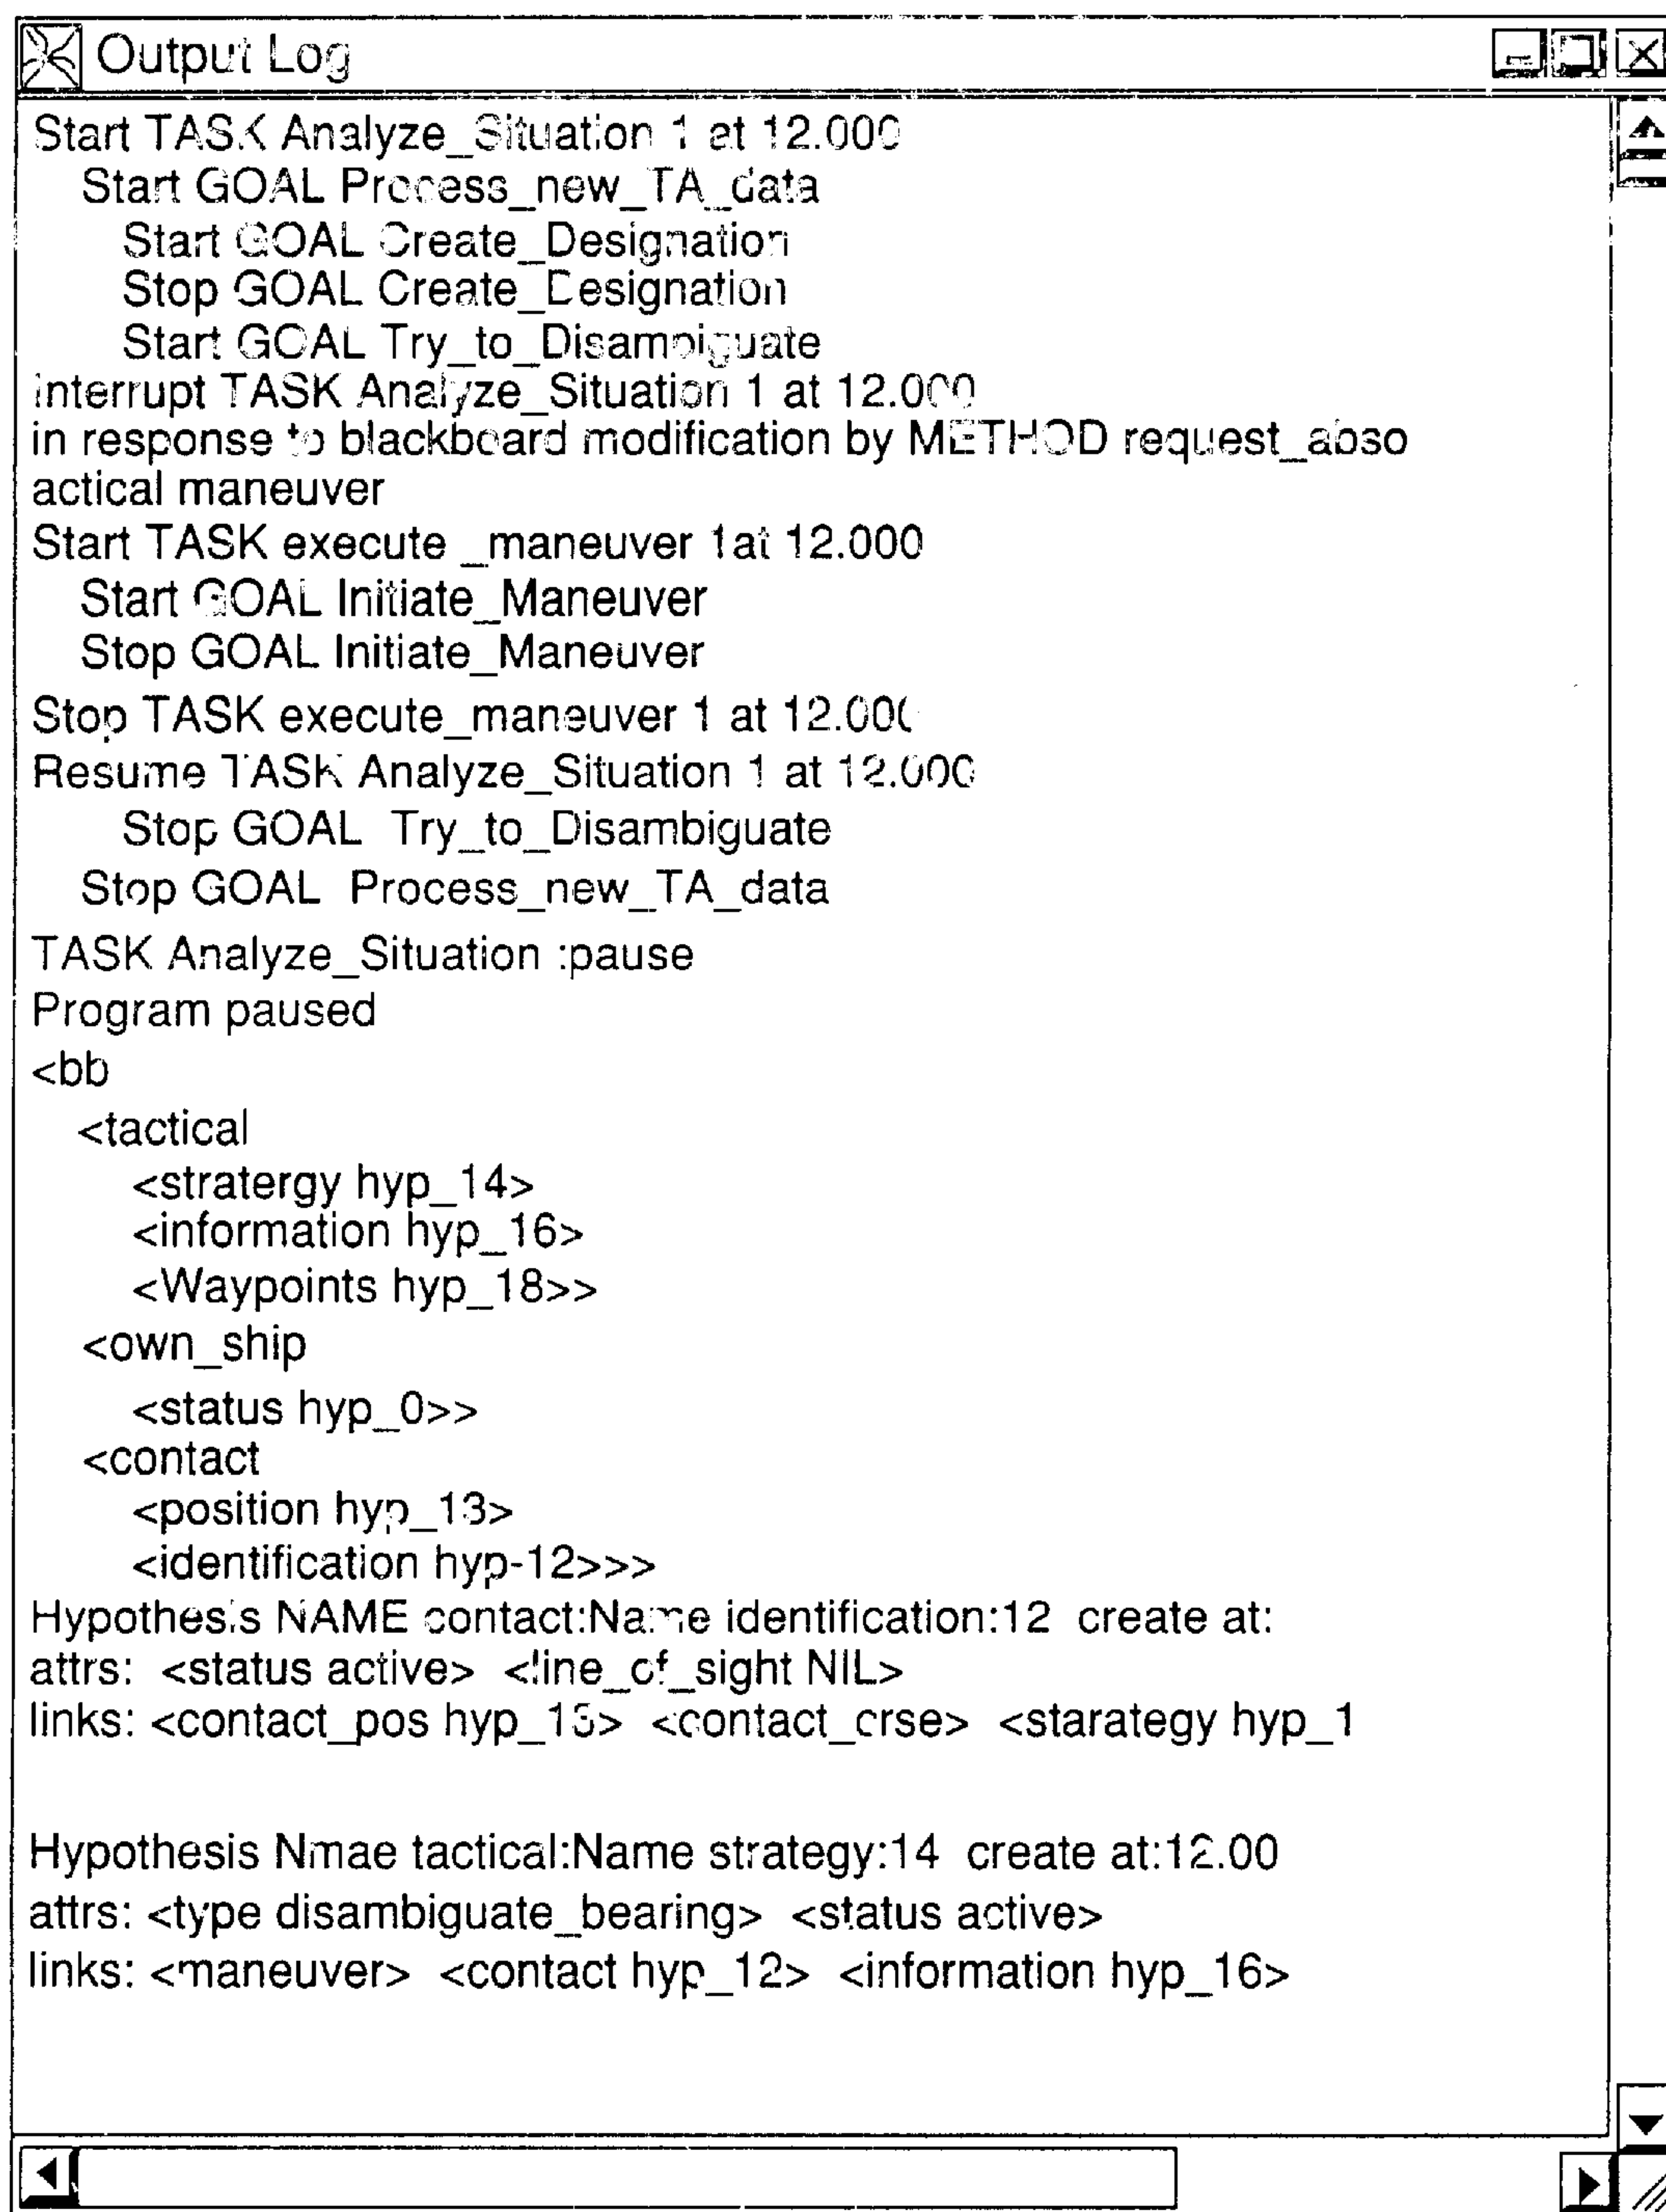 Output Log
Start TASK Analyze_Situation 1 at 12.000
Start GOAL Process_new_TA_data
Start GOAL Create_Designation
Stop GOAL Create_Designation
Start GOAL Try_to_Disambiguate
interrupt TASK Analyze_Situation 1 at 12.000
in response to blackboard modification by METHOD request_abso
actical maneuver
Start TASK execute _maneuver 1at 12.000
Start GOAL Initiate_Maneuver
Stop GOAL Initiate_Maneuver
Stop TASK execute_maneuver 1 at 12.000
Resume TASK Analyze_Situation 1 at 12.000
Stop GOAL Try_to_Disambiguate
Stop GOAL Process_new_TA_data
TASK Analyze_Situation :pause
Program paused
<bb
<tactical
<stratergy hyp_14>
<information hyp_16>
<Waypoints hyp_18>>
<own_ship
<status hyp_0>>
<contact
<position hyp_13>
<identification hyp-12>>>
Hypothesis NAME contact:Name identification:12 create at:
attrs: <status active> <line_of_sight NIL>
links: <contact_pos hyp_13> <contact_crse> <starategy hyp_1
Hypothesis Nmae tactical:Name strategy:14 create at:12.00
attrs: <type disambiguate_bearing> <status active>
links: <maneuver> <contact hyp_12> <information hyp_16>